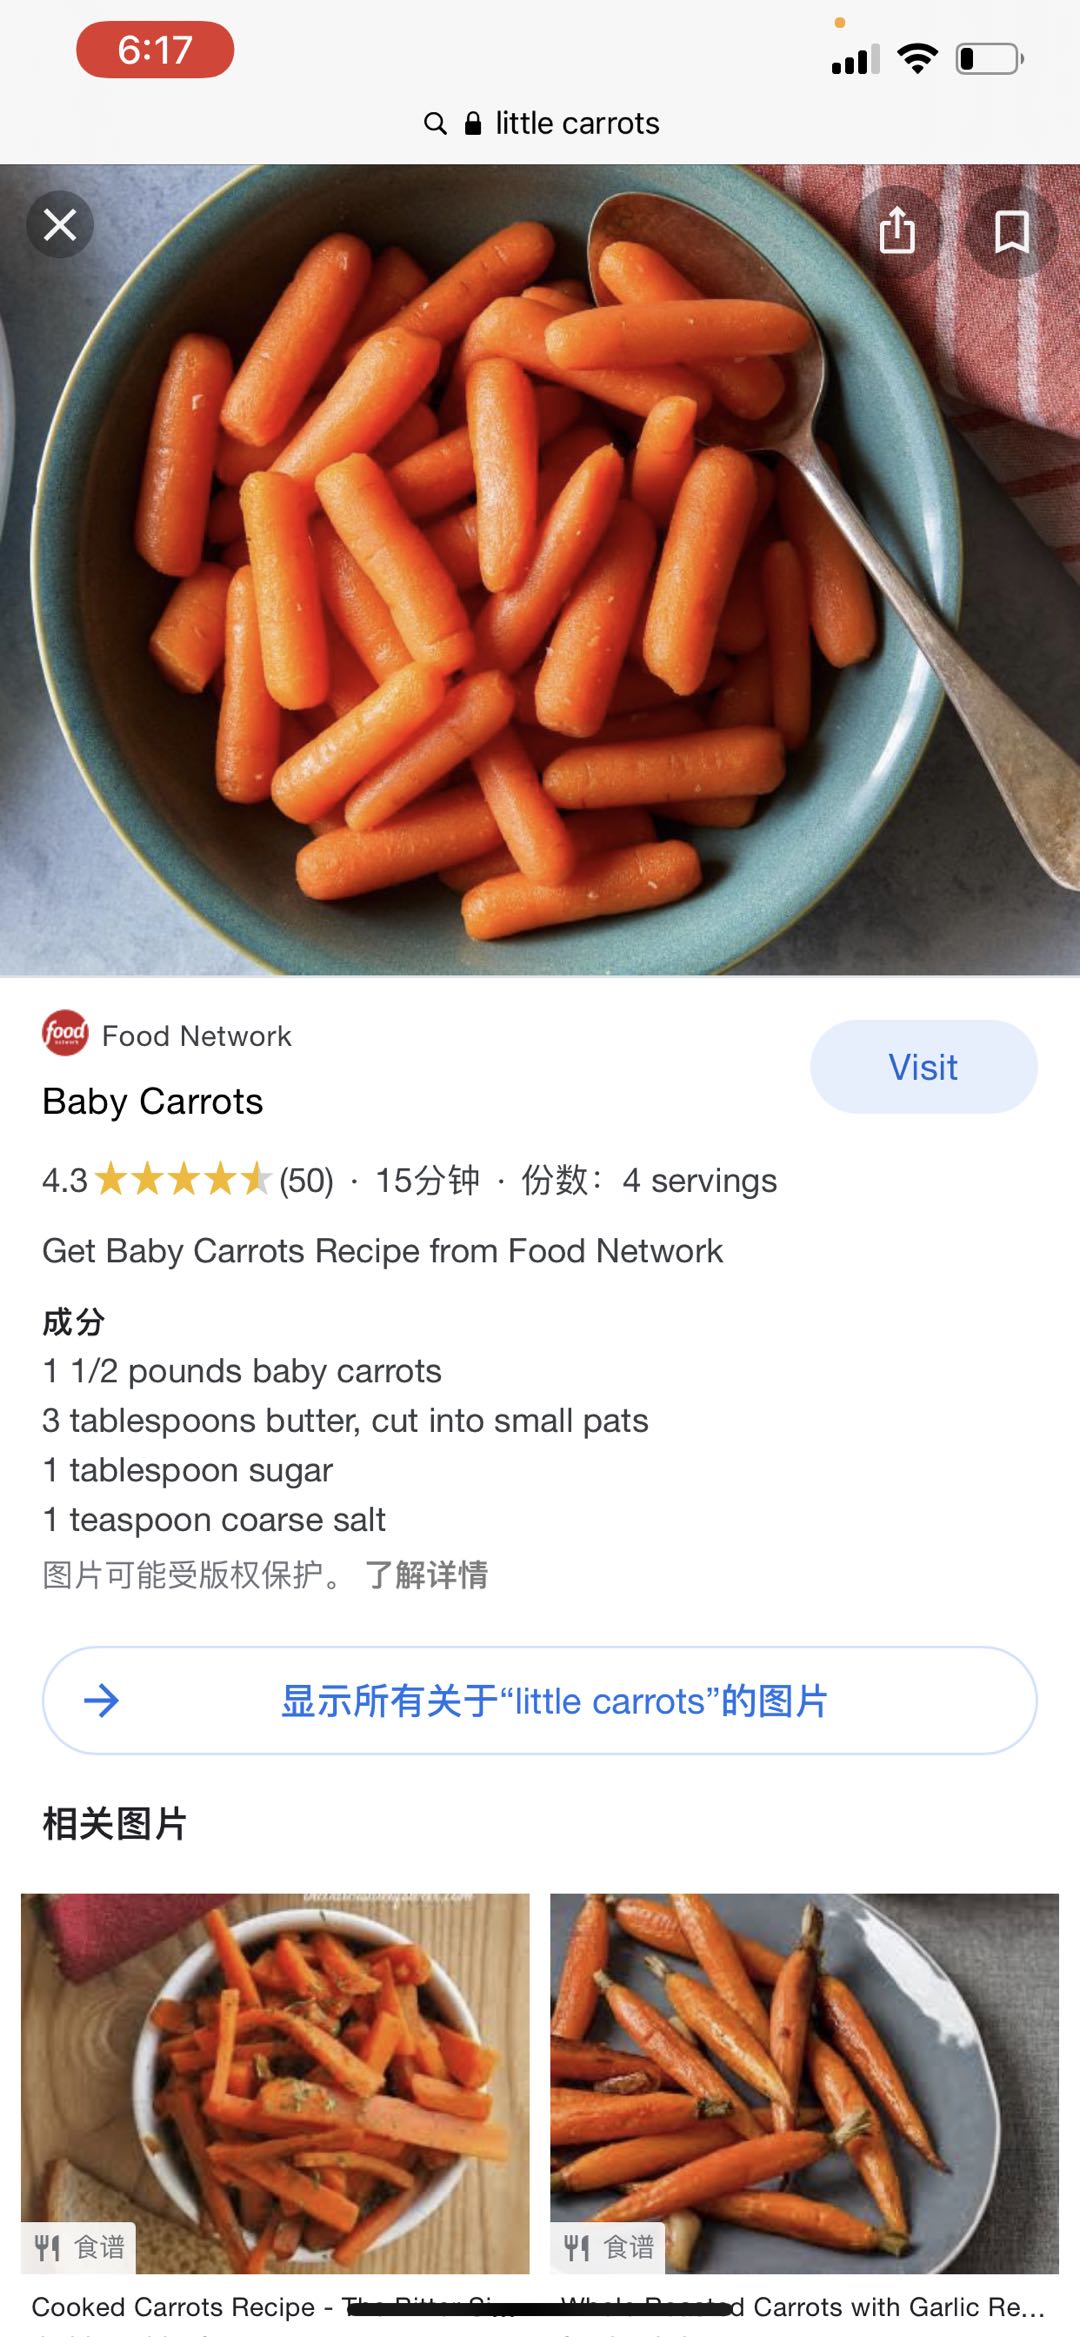 6:17
little carrots
food
network
Food Network
Visit
Baby Carrots
4.3 (50) · 15分钟 · 份数： 4 servings
Get Baby Carrots Recipe from Food Network
成分
1 1/2 pounds baby carrots
3 tablespoons butter, cut into small pats
1 tablespoon sugar
1 teaspoon coarse salt
图片可能受版权保护。 了解详情
显示所有关于“little carrots”的图片
相关图片
食谱
食谱
Cooked Carrots Recipe -
Carrots with Garlic Re...